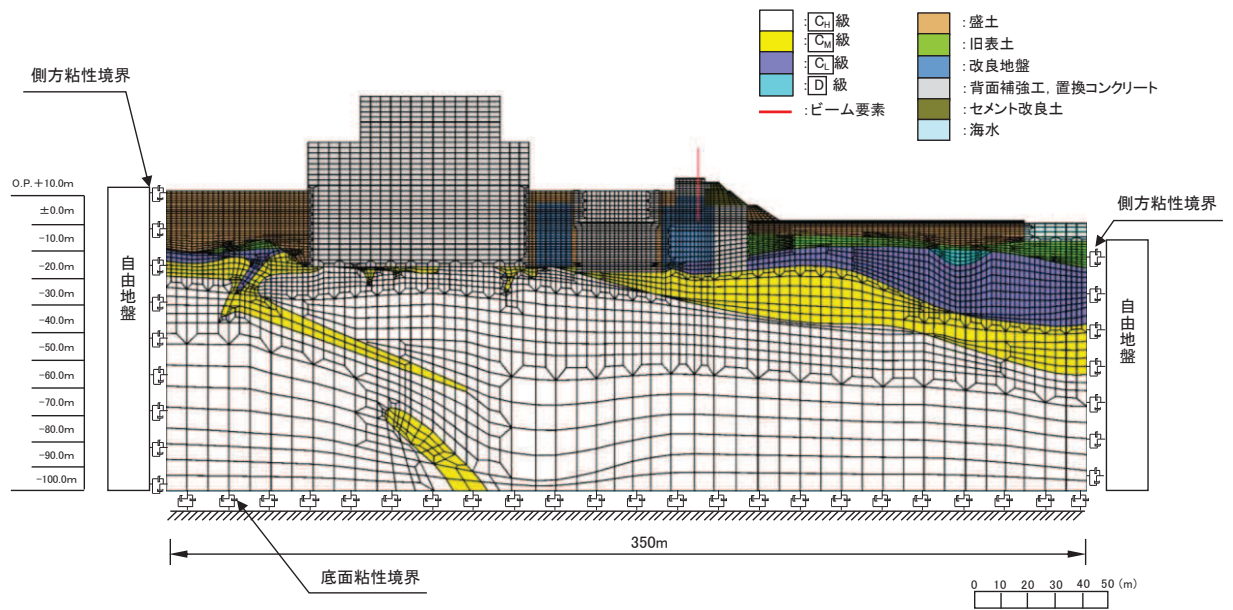 C_H 級
C_M 級
C_L 級
D 級
:ビーム要素
:盛土
:旧表土
:改良地盤
:背面補強工, 置換コンクリート
:セメント改良土
:海水
側方粘性境界
側方粘性境界
O.P.+10.0m
±0.0m
-10.0m
-20.0m
-30.0m
-40.0m
-50.0m
-60.0m
-70.0m
-80.0m
-90.0m
-100.0m
自由地盤
自由地盤
350m
底面粘性境界
0 10 20 30 40 50 (m)